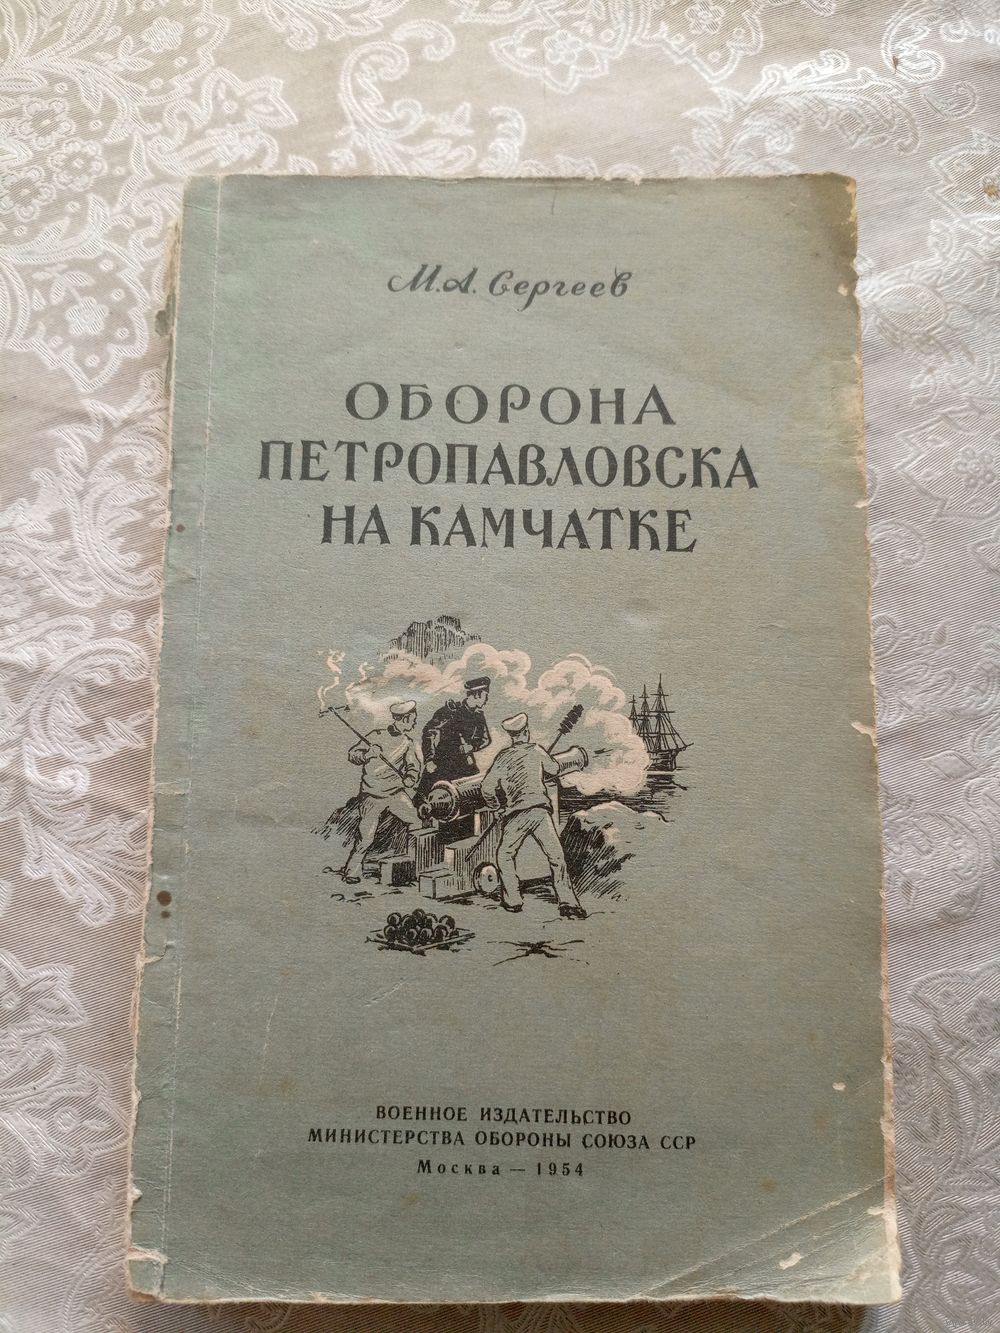 М. А. Сергеев
ОБОРОНА
ПЕТРОПАВЛОВСКА
НА КАМЧАТКЕ
ВОЕННОЕ ИЗДАТЕЛЬСТВО
МИНИСТЕРСТВА ОБОРОНЫ СОЮЗА ССР
Москва — 1954